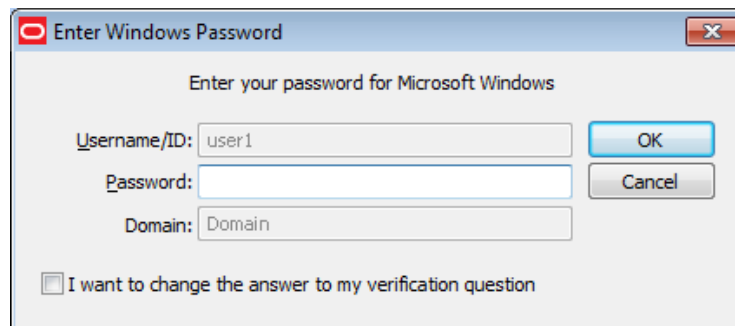 Enter Windows Password
Enter your password for Microsoft Windows
Username/ID: user1
OK
Password:
Cancel
Domain: Domain
I want to change the answer to my verification question